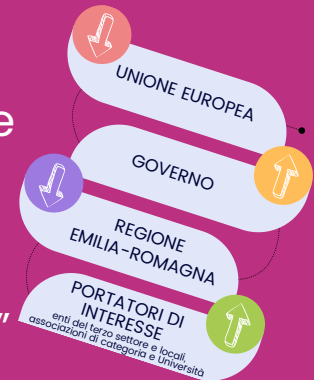 e
UNIONE EUROPEA
GOVERNO
REGIONE
EMILIA-ROMAGNA
PORTATORI DI
INTERESSE
enti del terzo settore e locali,
associazioni di categoria e Università
"